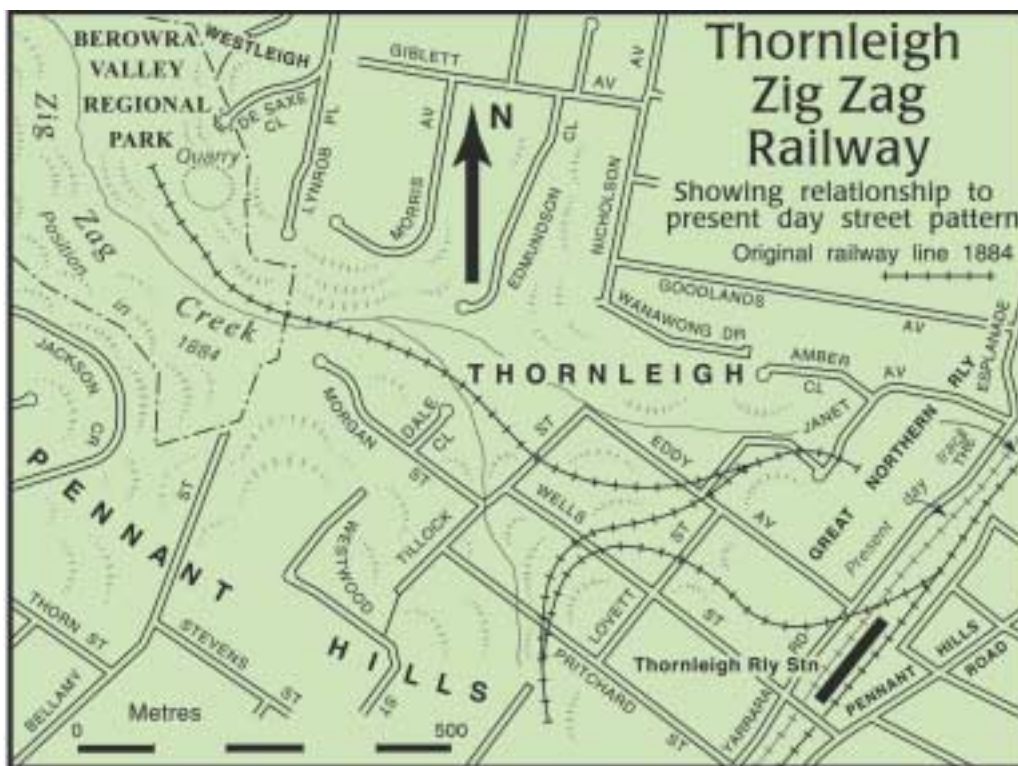 Thornleigh
Zig Zag
Railway
Showing relationship to
present day street pattern
Original railway line 1884
BEROWRA
VALLEY
REGIONAL
PARK
WESTLEIGH
DE SAXE
CL
Quarry
Zig
Zag
position
in
Creek
1884
LYNROB PL
GIBLETT AV
AV
MORRIS AV
N
EDMUNDSON CL
NICHOLSON AV
GOODLANDS AV
WANAWONG DR
THORNLEIGH
AMBER
CL
JANET AV
RLY
ESPLANADE
THE
GREAT NORTHERN
Present day
track
JACKSON
CR
PENNANT
HILLS
MORGAN ST
DALE
CL
ST
EDDY
AV
WELLS
ST
TILLOCK
WESTWOOD
ST
LOVETT
ST
PRITCHARD
ST
YARRARA
RD
Thornleigh Rly Stn
PENNANT HILLS
ROAD
THORN ST
STEVENS
ST
BELLAMY
ST
Metres
0 500